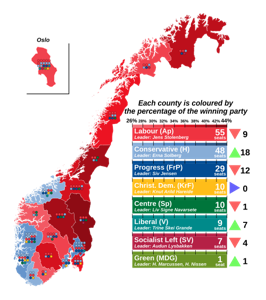 Oslo
Each county is coloured by
the percentage of the winning party
26% 28% 30% 32% 34% 36% 38% 40% 42% 44%
Labour (Ap)
Leader: Jens Stoltenberg
55
seats
9
Conservative (H)
Leader: Erna Solberg
48
seats
18
Progress (FrP)
Leader: Siv Jensen
29
seats
12
Christ. Dem. (KrF)
Leader: Knut Arild Hareide
10
seats
0
Centre (Sp)
Leader: Liv Signe Navarsete
10
seats
1
Liberal (V)
Leader: Trine Skei Grande
9
seats
7
Socialist Left (SV)
Leader: Audun Lysbakken
7
seats
4
Green (MDG)
Leader: H. Marcussen, H. Nissen
1
seat
1